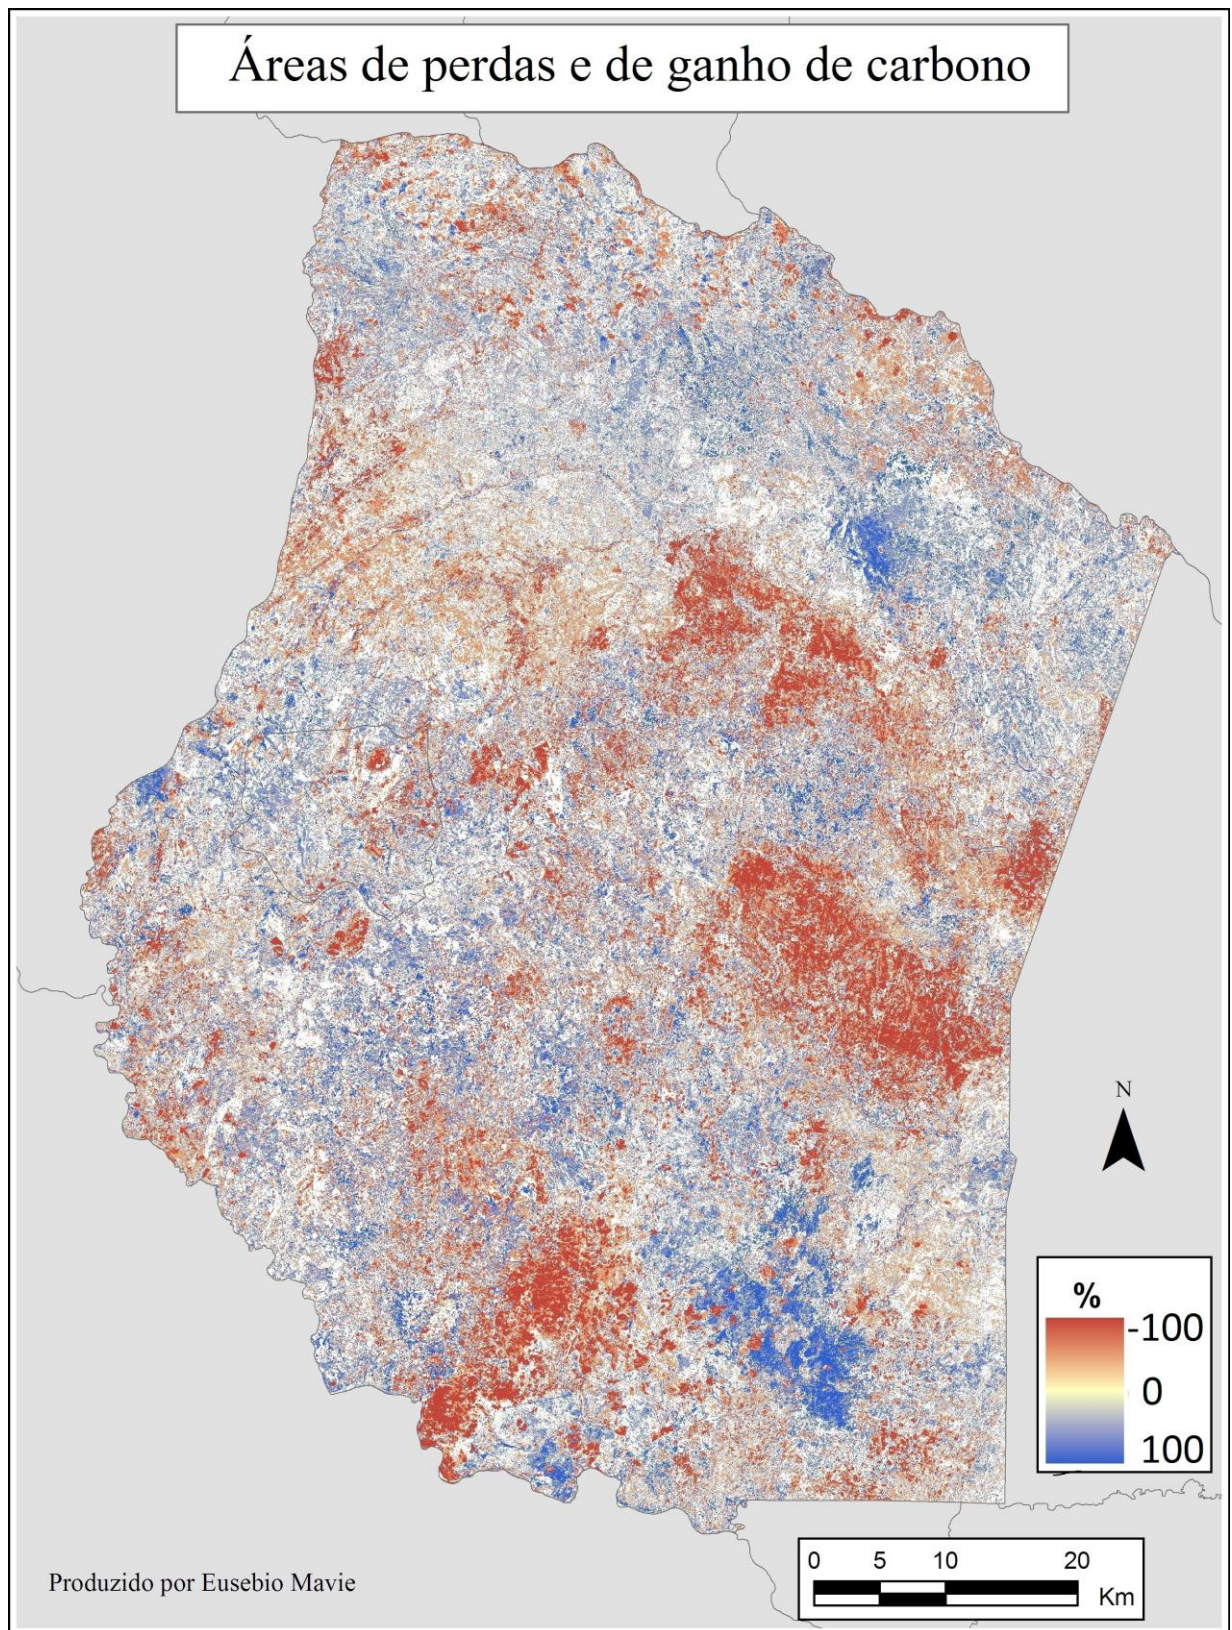 Áreas de perdas e de ganho de carbono
N
%
-100
0
100
0 5 10 20
Km
Produzido por Eusebio Mavie